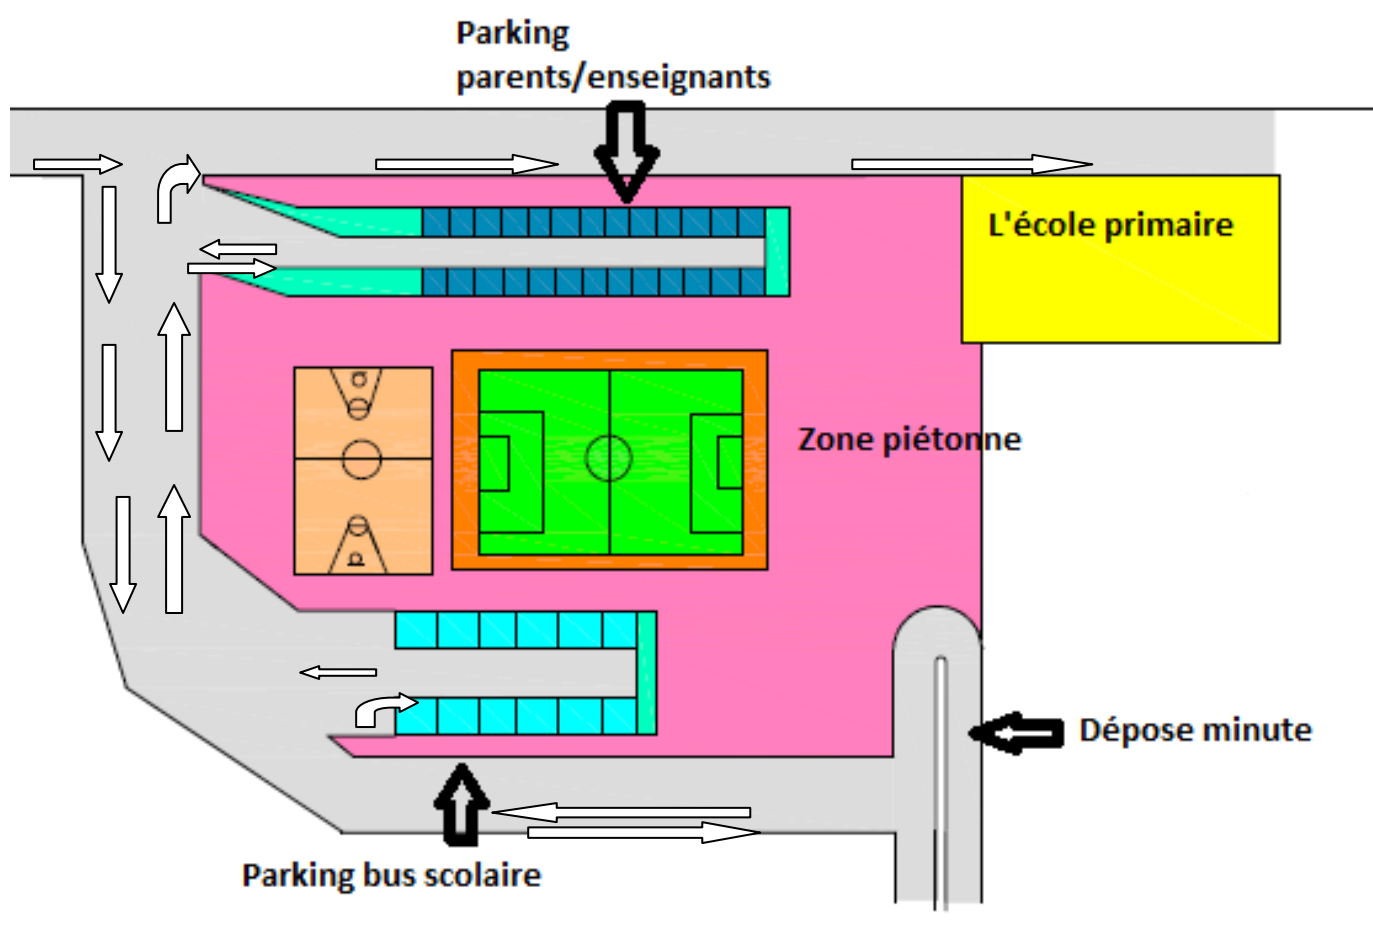 Parking
parents/enseignants
L'école primaire
Zone piétonne
Dépose minute
Parking bus scolaire